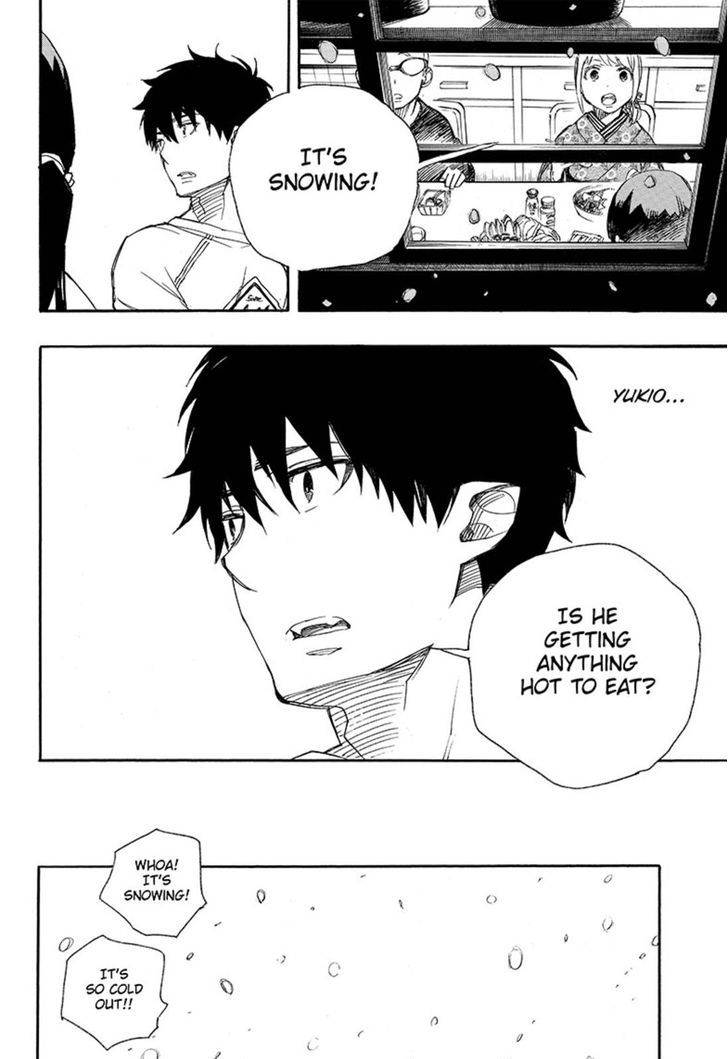 IT'S
SNOWING!
YUKIO...
IS HE
GETTING
ANYTHING
HOT TO EAT?
WHOA!
IT'S
SNOWING!
IT'S
SO COLD
OUT!!